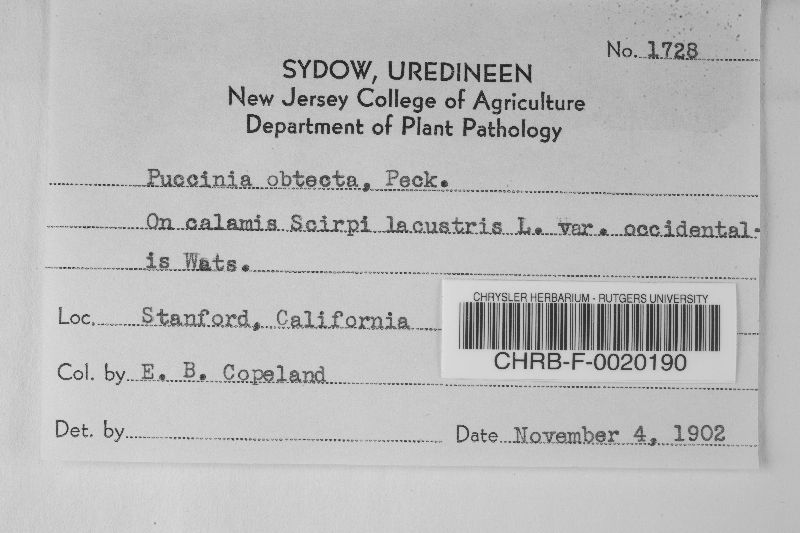 No. 1728
SYDOW, UREDINEEN
New Jersey College of Agriculture
Department of Plant Pathology
Puccinia obtecta, Peck.
On calamis Scirpi lacustris L. var. occidental-
is Wats.
CHRYSLER HERBARIUM - RUTGERS UNIVERSITY
CHRB-F-0020190
Loc. Stanford, California
Col. by E. B. Copeland
Det. by
Date November 4, 1902